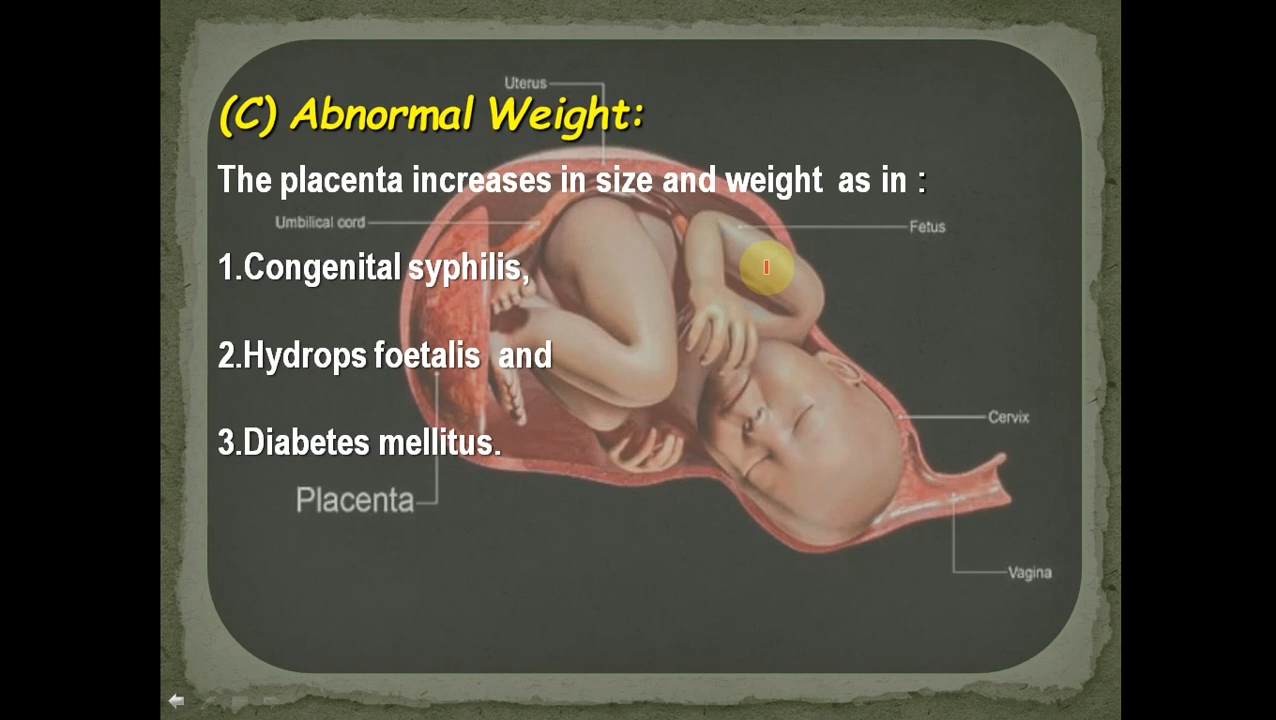 Uterus
(C) Abnormal Weight:
The placenta increases in size and weight as in :
Umbilical cord
Fetus
1.Congenital syphilis,
2.Hydrops foetalis and
Cervix
3.Diabetes mellitus.
Placenta
Vagina